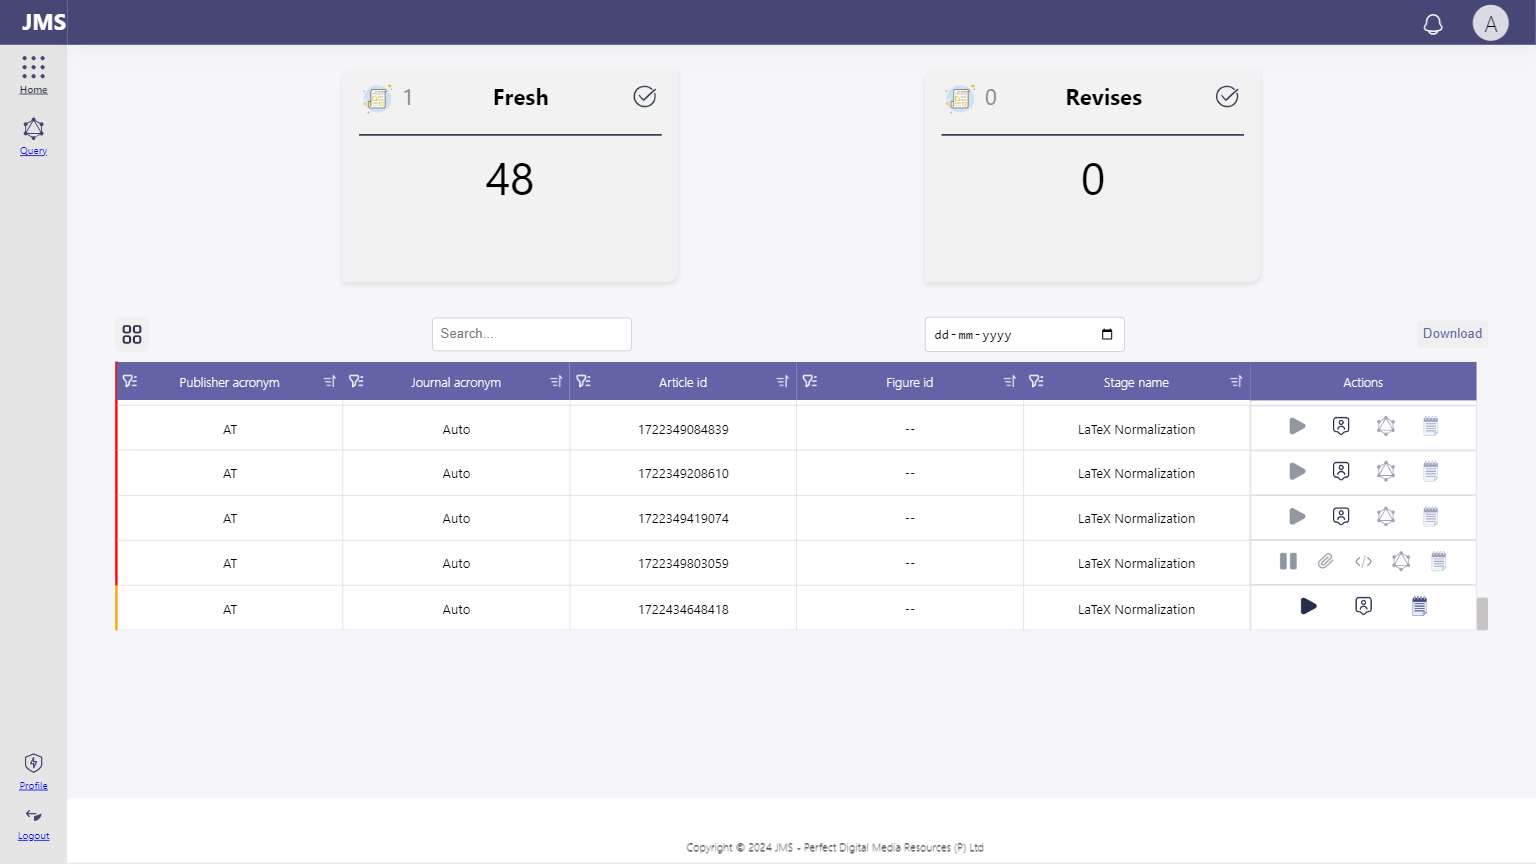 JMS
A
Home
Query
1 Fresh
48
0 Revises
0
Search...
dd-mm-yyyy
Download
Publisher acronym Journal acronym Article id Figure id Stage name Actions
AT Auto 1722349084839 -- LaTeX Normalization
AT Auto 1722349208610 -- LaTeX Normalization
AT Auto 1722349419074 -- LaTeX Normalization
AT Auto 1722349803059 -- LaTeX Normalization
AT Auto 1722434648418 -- LaTeX Normalization
Profile
Logout
Copyright © 2024 JMS - Perfect Digital Media Resources (P) Ltd